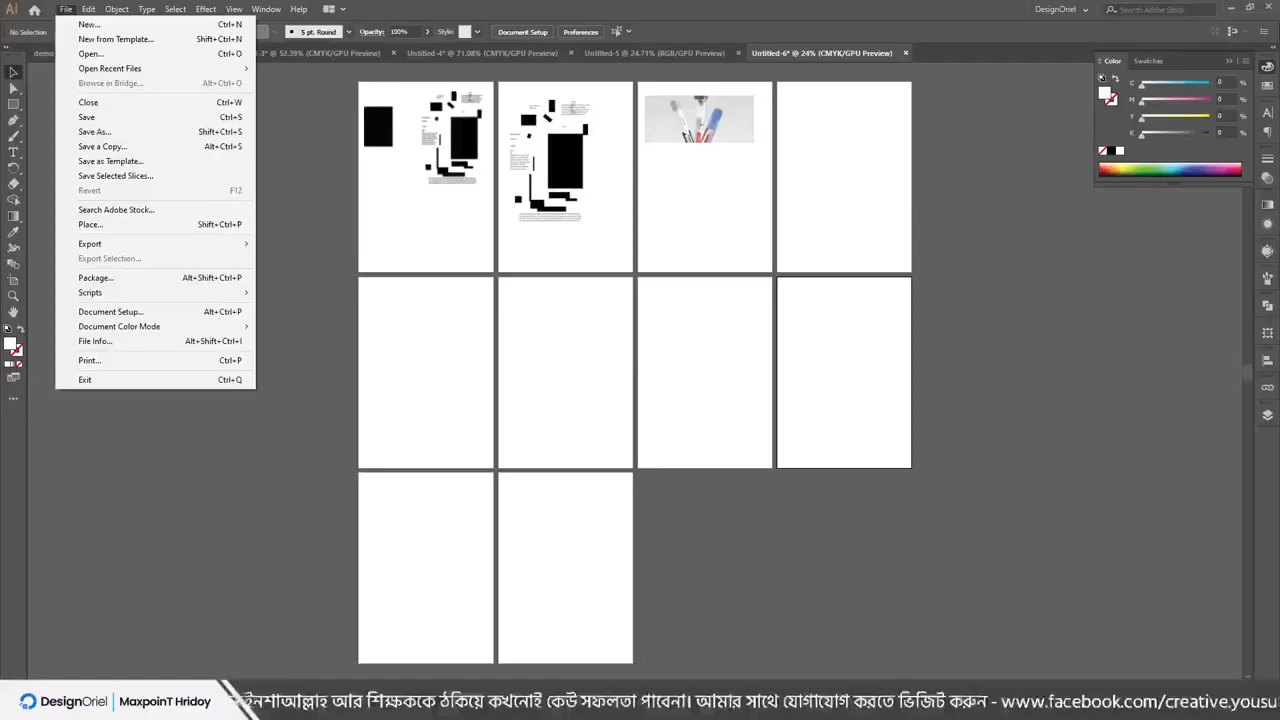 Ai File Edit Object Type Select Effect View Window Help DesignOriel Search Adobe Stock
No Selection 5 pt. Round Opacity: 100% Style: Document Setup Preferences
demo -3* @ 52.39% (CMYK/GPU Preview) × Untitled-4* @ 71.08% (CMYK/GPU Preview) × Untitled-5 @ 24.71% (RGB/GPU Preview) × Untitled-6* @ 24% (CMYK/GPU Preview) ×
New... Ctrl+N
New from Template... Shift+Ctrl+N
Open... Ctrl+O
Open Recent Files
Browse in Bridge... Alt+Ctrl+O
Close Ctrl+W
Save Ctrl+S
Save As... Shift+Ctrl+S
Save a Copy... Alt+Ctrl+S
Save as Template...
Save Selected Slices...
Revert F12
Search Adobe Stock...
Place... Shift+Ctrl+P
Export
Export Selection...
Package... Alt+Shift+Ctrl+P
Scripts
Document Setup... Alt+Ctrl+P
Document Color Mode
File Info... Alt+Shift+Ctrl+I
Print... Ctrl+P
Exit Ctrl+Q
Color Swatches
C 0 %
M 0 %
Y 0 %
0 %
DesignOriel | MaxpoinT Hridoy ইনশাআল্লাহ আর শিক্ষককে ঠকিয়ে কখনোই কেউ সফলতা পাবেনা। আমার সাথে যোগাযোগ করতে ভিজিট করুন - www.facebook.com/creative.yousu